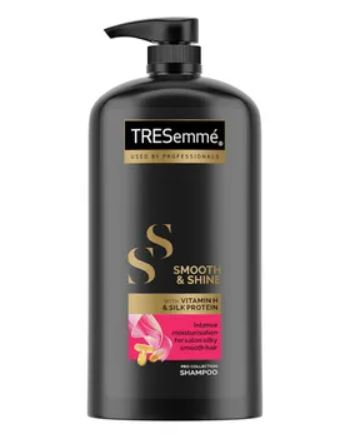 TRESemmé®
USED BY PROFESSIONALS
SS
SMOOTH
& SHINE
WITH VITAMIN H
& SILK PROTEIN
Intense
moisturisation
for salon silky
smooth hair
PRO COLLECTION
SHAMPOO